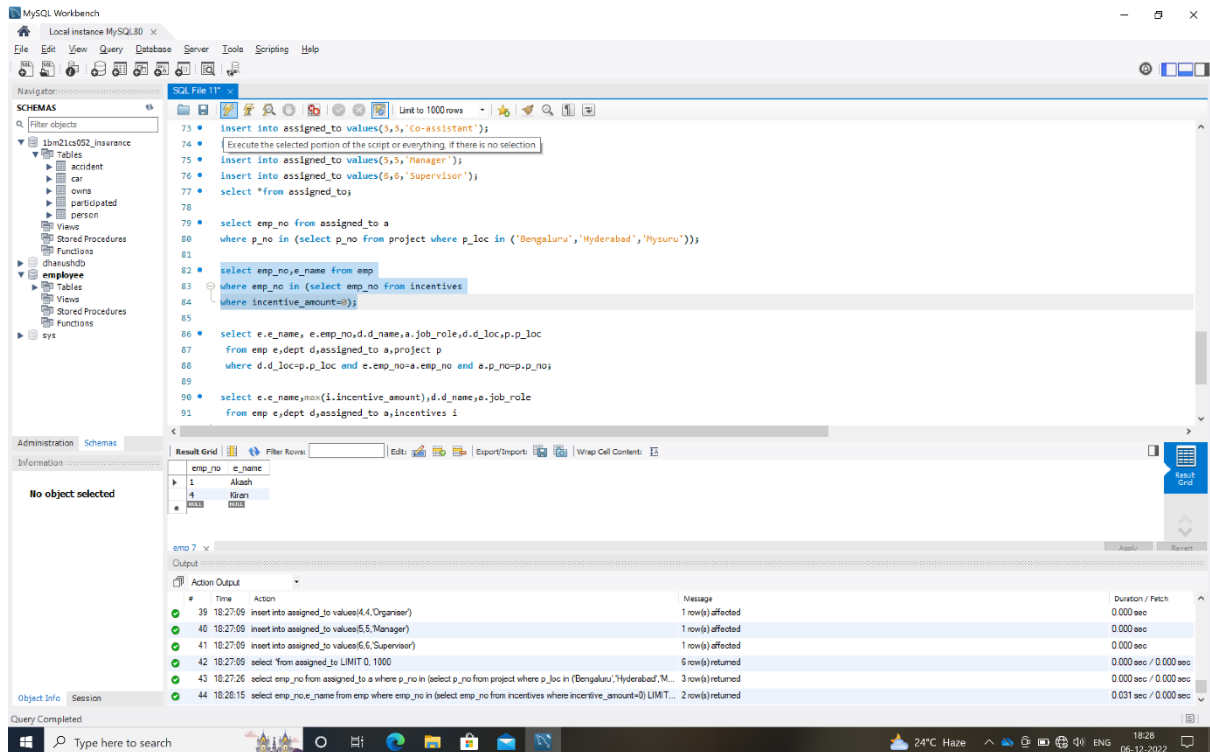 MySQL Workbench
Local instance MySQL80 ×
File Edit View Query Database Server Tools Scripting Help
Navigator
SQL File 11* ×
SCHEMAS
Filter objects
1bm21cs052_insurance
Tables
accident
car
owns
participated
person
Views
Stored Procedures
Functions
dhanushdb
employee
Tables
Views
Stored Procedures
Functions
sys
Administration Schemas
Information
No object selected
Object Info Session
Limit to 1000 rows
73 insert into assigned_to values(3,3,'Co-assistant');
74
Execute the selected portion of the script or everything, if there is no selection
75 insert into assigned_to values(5,5,'Manager');
76 insert into assigned_to values(6,6,'Supervisor');
77 select *from assigned_to;
78
79 select emp_no from assigned_to a
80 where p_no in (select p_no from project where p_loc in ('Bengaluru','Hyderabad','Mysuru'));
81
82 select emp_no,e_name from emp
83 where emp_no in (select emp_no from incentives
84 where incentive_amount=0);
85
86 select e.e_name, e.emp_no,d.d_name,a.job_role,d.d_loc,p.p_loc
87 from emp e,dept d,assigned_to a,project p
88 where d.d_loc=p.p_loc and e.emp_no=a.emp_no and a.p_no=p.p_no;
89
90 select e.e_name,max(i.incentive_amount),d.d_name,a.job_role
91 from emp e,dept d,assigned_to a,incentives i
Result Grid Filter Rows: Edit: Export/Import: Wrap Cell Content:
emp_no e_name
1 Akash
4 Kiran
NULL NULL
Result Grid
emp 7 ×
Apply Revert
Output
Action Output
# Time Action Message Duration / Fetch
39 18:27:09 insert into assigned_to values(4,4,'Organiser') 1 row(s) affected 0.000 sec
40 18:27:09 insert into assigned_to values(5,5,'Manager') 1 row(s) affected 0.000 sec
41 18:27:09 insert into assigned_to values(6,6,'Supervisor') 1 row(s) affected 0.000 sec
42 18:27:09 select *from assigned_to LIMIT 0, 1000 6 row(s) returned 0.000 sec / 0.000 sec
43 18:27:26 select emp_no from assigned_to a where p_no in (select p_no from project where p_loc in ('Bengaluru','Hyderabad','M... 3 row(s) returned 0.000 sec / 0.000 sec
44 18:28:15 select emp_no,e_name from emp where emp_no in (select emp_no from incentives where incentive_amount=0) LIMIT... 2 row(s) returned 0.031 sec / 0.000 sec
Query Completed
Type here to search
24°C Haze
ENG
18:28
06-12-2022